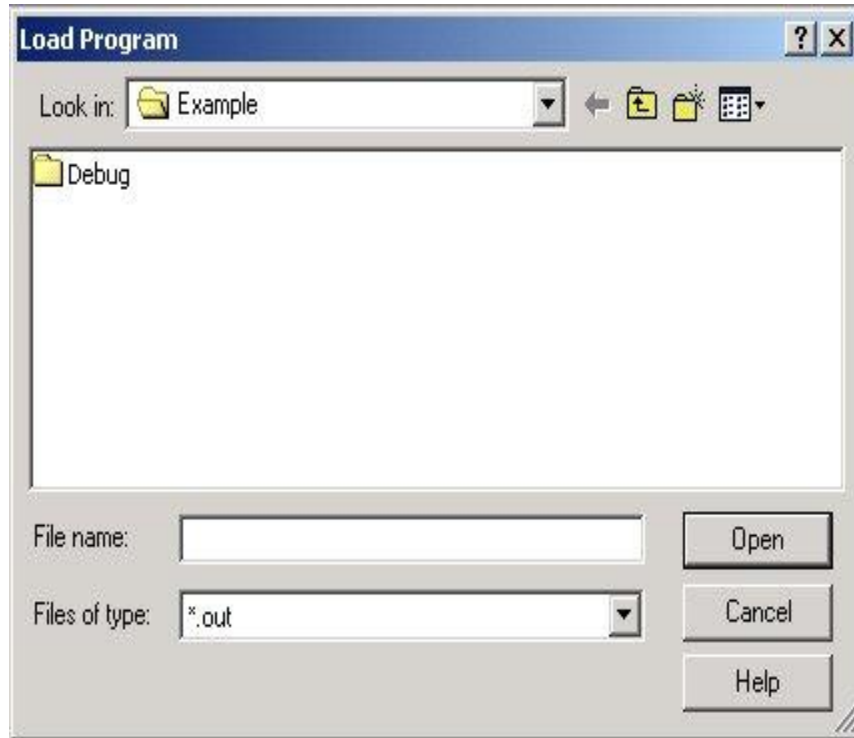 Load Program
Look in: Example
Debug
File name: Open
Files of type: *.out Cancel
Help